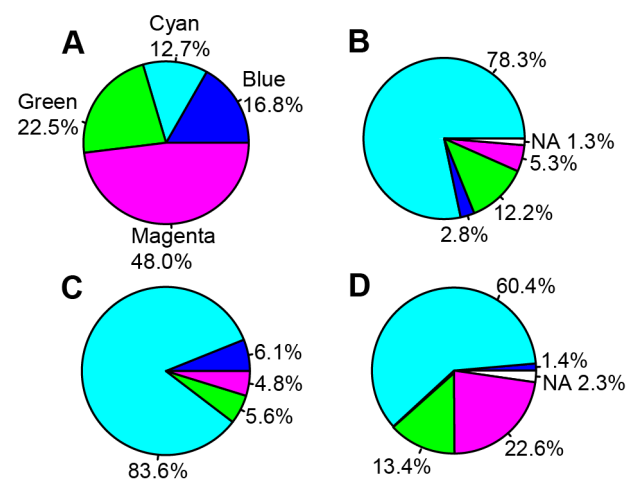 A
Cyan
12.7%
Blue
16.8%
Green
22.5%
Magenta
48.0%
B
78.3%
NA 1.3%
5.3%
12.2%
2.8%
C
6.1%
4.8%
5.6%
83.6%
D
60.4%
1.4%
NA 2.3%
22.6%
13.4%